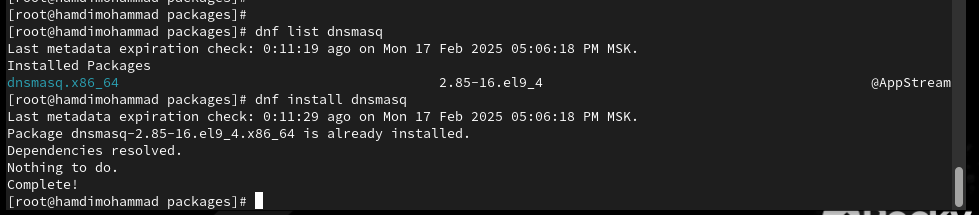 [root@hamdimohammad packages]#
[root@hamdimohammad packages]# dnf list dnsmasq
Last metadata expiration check: 0:11:19 ago on Mon 17 Feb 2025 05:06:18 PM MSK.
Installed Packages
dnsmasq.x86_64 2.85-16.el9_4 @AppStream
[root@hamdimohammad packages]# dnf install dnsmasq
Last metadata expiration check: 0:11:29 ago on Mon 17 Feb 2025 05:06:18 PM MSK.
Package dnsmasq-2.85-16.el9_4.x86_64 is already installed.
Dependencies resolved.
Nothing to do.
Complete!
[root@hamdimohammad packages]#